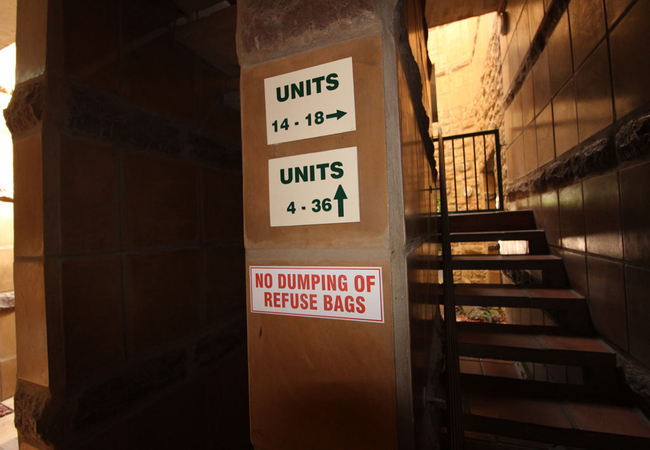 UNITS
14 - 18→
UNITS
4 - 36↑
NO DUMPING OF
REFUSE BAGS